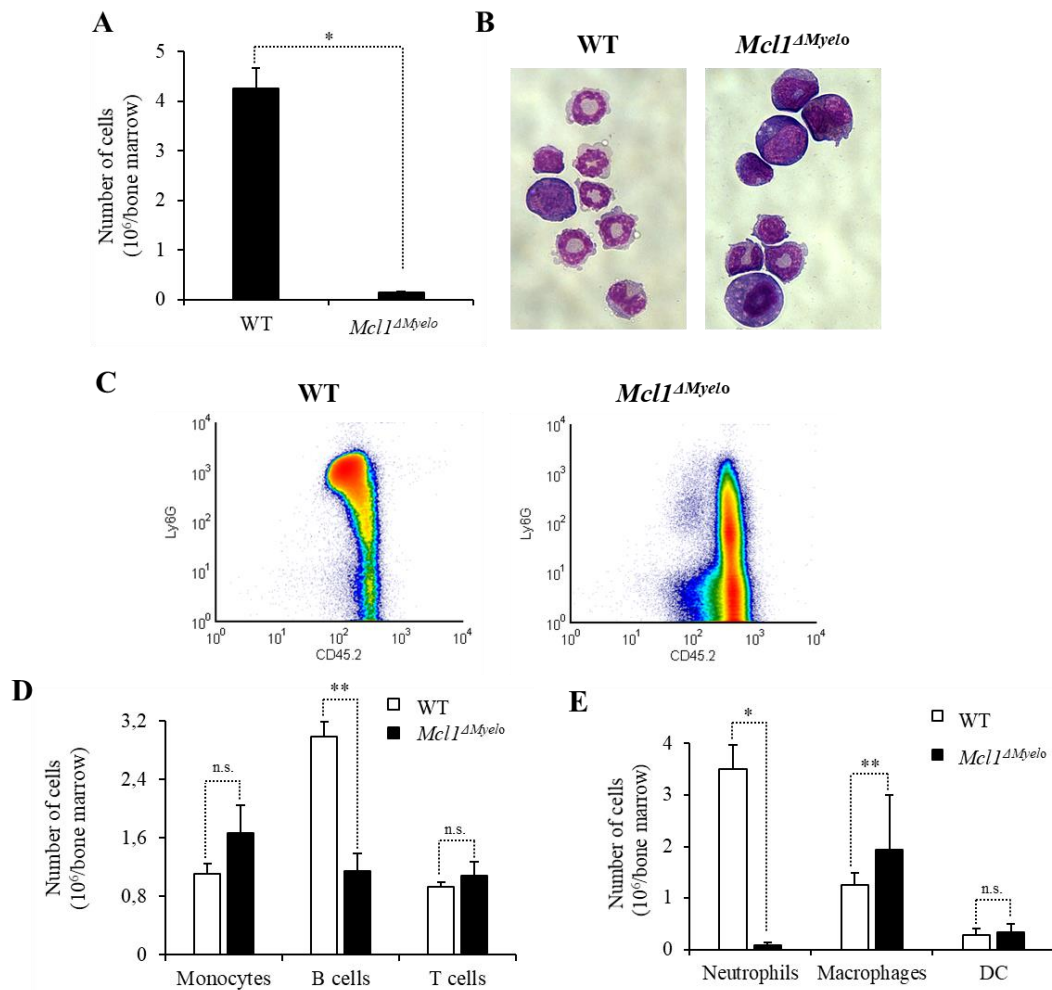 A
*
5
4
3
2
1
0
Number of cells
(10⁶/bone marrow)
WT
Mcl1ΔMyelo
B
WT
Mcl1ΔMyelo
C
WT
Mcl1ΔMyelo
10⁴
10³
10²
10¹
10⁰
Ly6G
10⁰ 10¹ 10² 10³ 10⁴
CD45.2
10⁴
10³
10²
10¹
10⁰
Ly6G
10⁰ 10¹ 10² 10³ 10⁴
CD45.2
D
WT
Mcl1ΔMyelo
3,2
2,4
1,6
0,8
0
Number of cells
(10⁶/bone marrow)
n.s.
**
n.s.
Monocytes B cells T cells
E
WT
Mcl1ΔMyelo
4
3
2
1
0
Number of cells
(10⁶/bone marrow)
*
**
n.s.
Neutrophils Macrophages DC